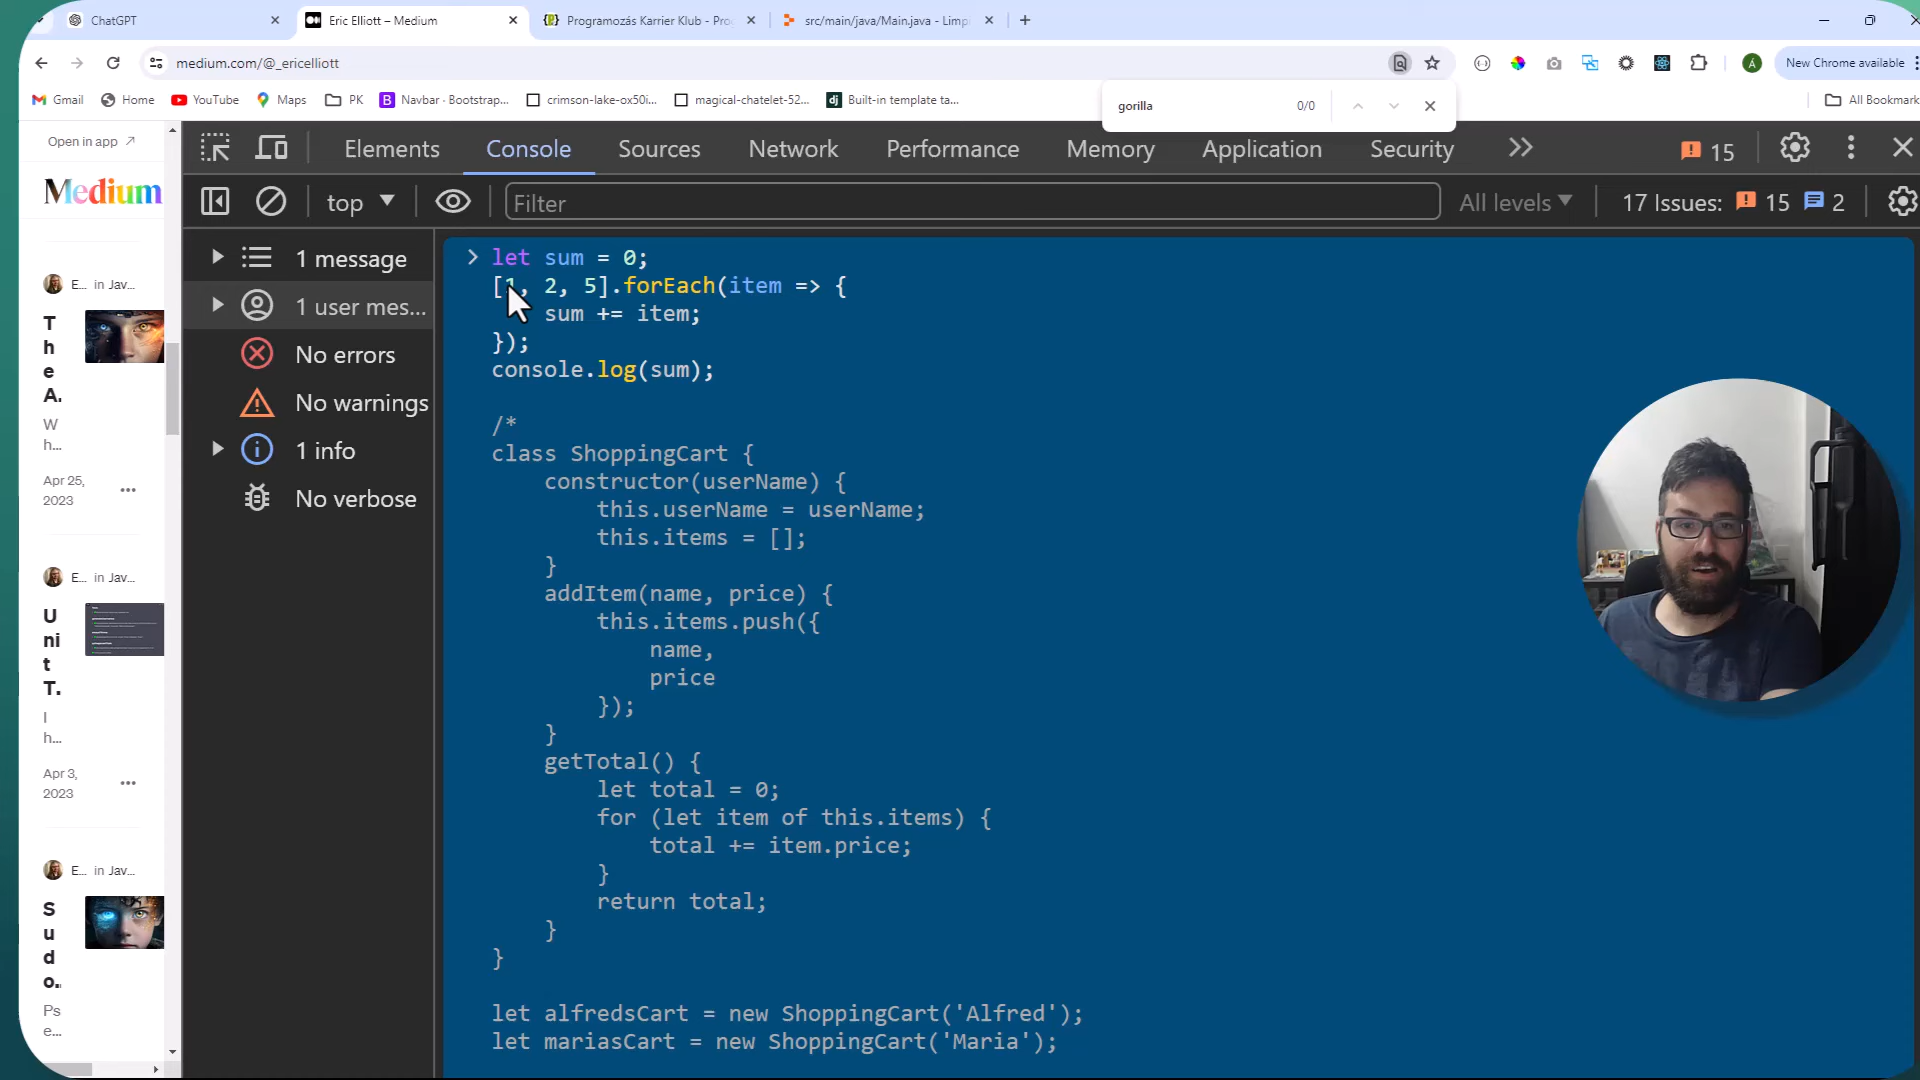 ChatGPT
Eric Elliott – Medium
Programozás Karrier Klub - Pro
src/main/java/Main.java - Limp
medium.com/@_ericelliott
New Chrome available
Gmail
Home
YouTube
Maps
PK
Navbar · Bootstrap...
crimson-lake-ox50i...
magical-chatelet-52...
Built-in template ta...
All Bookmark
gorilla
0/0
Open in app
Medium
Elements
Console
Sources
Network
Performance
Memory
Application
Security
15
top
Filter
All levels
17 Issues:
15
2
1 message
1 user mes...
No errors
No warnings
1 info
No verbose
E... in Jav...
T
h
e
A.
W
h...
Apr 25,
2023
E... in Jav...
U
ni
t
T.
I
h...
Apr 3,
2023
E... in Jav...
S
u
d
o.
Ps
e...
let sum = 0;
[1, 2, 5].forEach(item => {
sum += item;
});
console.log(sum);
/*
class ShoppingCart {
constructor(userName) {
this.userName = userName;
this.items = [];
}
addItem(name, price) {
this.items.push({
name,
price
});
}
getTotal() {
let total = 0;
for (let item of this.items) {
total += item.price;
}
return total;
}
}
let alfredsCart = new ShoppingCart('Alfred');
let mariasCart = new ShoppingCart('Maria');